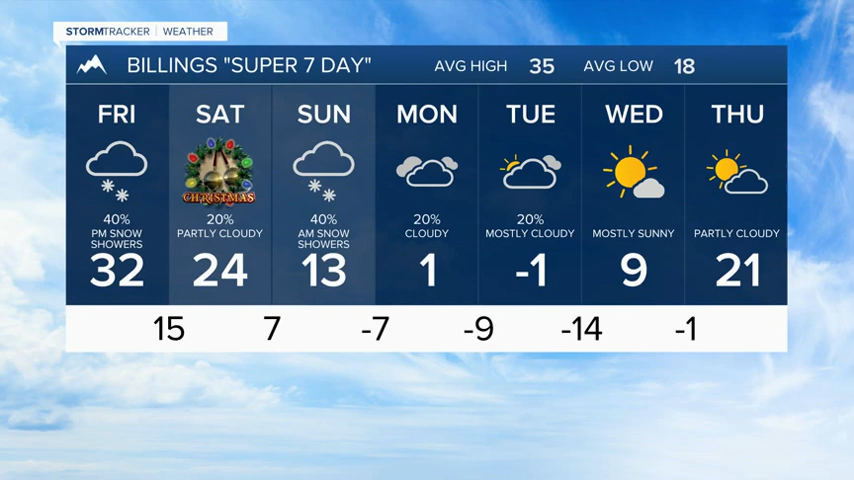 STORMTRACKER | WEATHER
BILLINGS "SUPER 7 DAY" AVG HIGH 35 AVG LOW 18
FRI SAT SUN MON TUE WED THU
CHRISTMAS
40% 20% 40% 20% 20%
PM SNOW SHOWERS PARTLY CLOUDY AM SNOW SHOWERS CLOUDY MOSTLY CLOUDY MOSTLY SUNNY PARTLY CLOUDY
32 24 13 1 -1 9 21
15 7 -7 -9 -14 -1